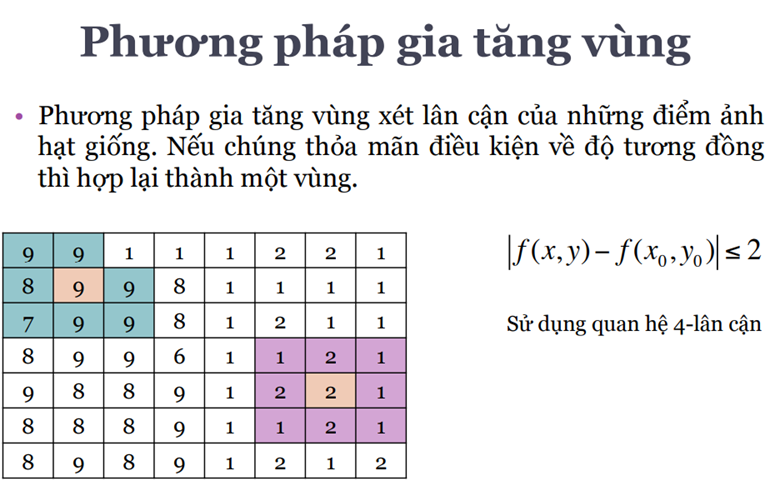 Phương pháp gia tăng vùng
• Phương pháp gia tăng vùng xét lân cận của những điểm ảnh
hạt giống. Nếu chúng thỏa mãn điều kiện về độ tương đồng
thì hợp lại thành một vùng.
9 9 1 1 1 2 2 1
8 9 9 8 1 1 1 1
7 9 9 8 1 2 1 1
8 9 9 6 1 1 2 1
9 8 8 9 1 2 2 1
8 8 8 9 1 1 2 1
8 9 8 9 1 2 1 2
|f(x,y) − f(x₀,y₀)| ≤ 2
Sử dụng quan hệ 4-lân cận